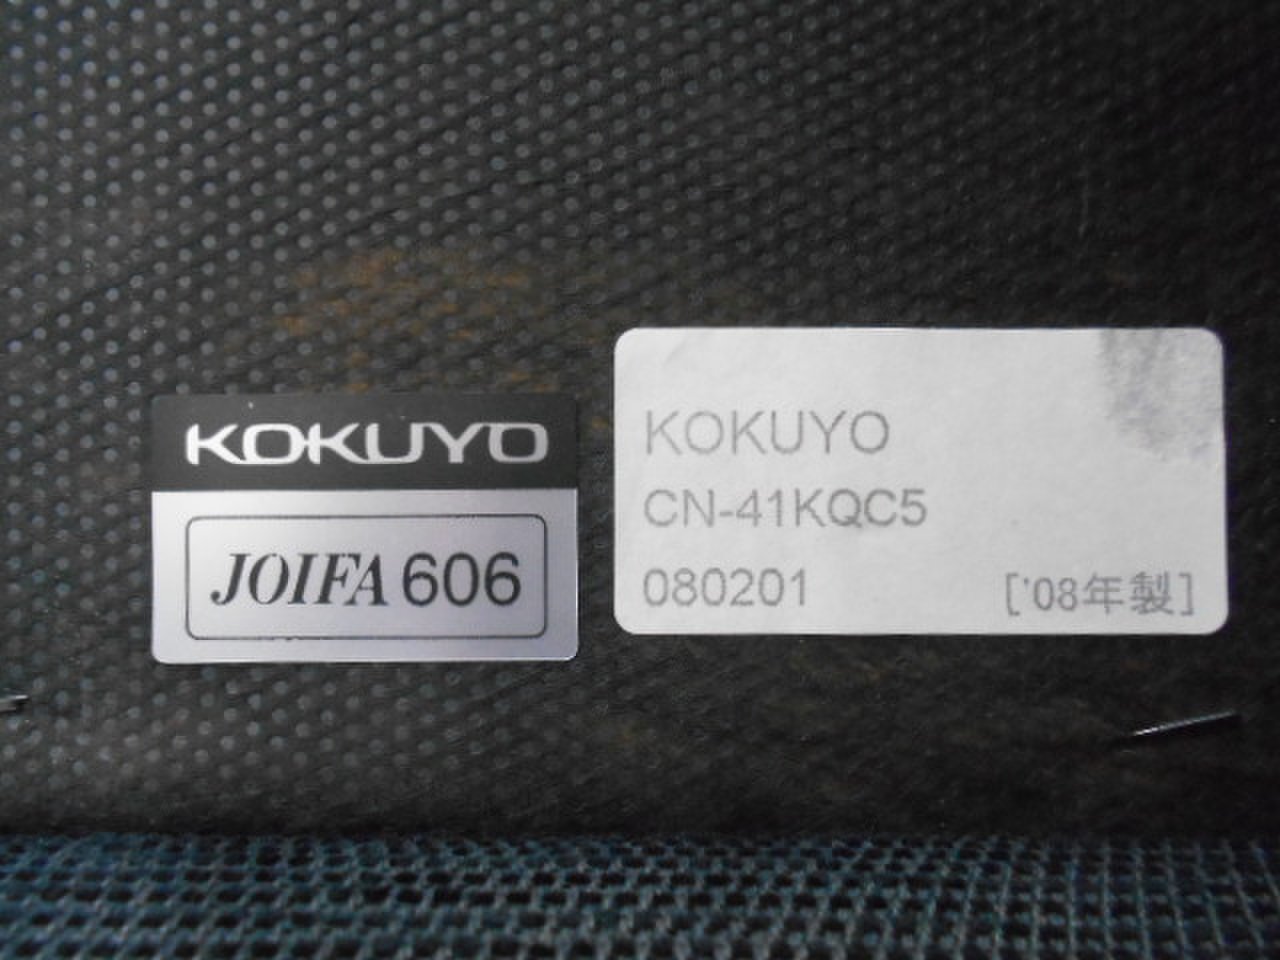 KOKUYO
JOIFA 606
KOKUYO
CN-41KQC5
080201 ['08年製]